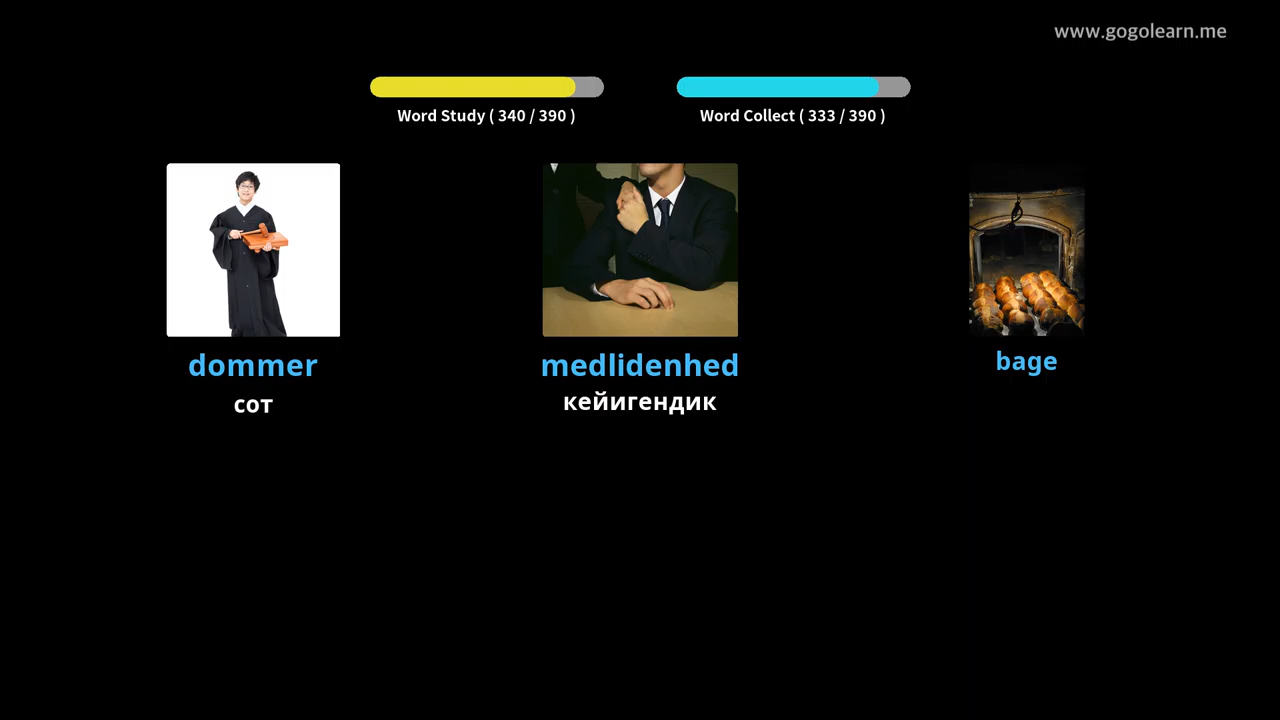 www.gogolearn.me
Word Study ( 340 / 390 )
Word Collect ( 333 / 390 )
dommer
сот
medlidenhed
кейигендик
bage